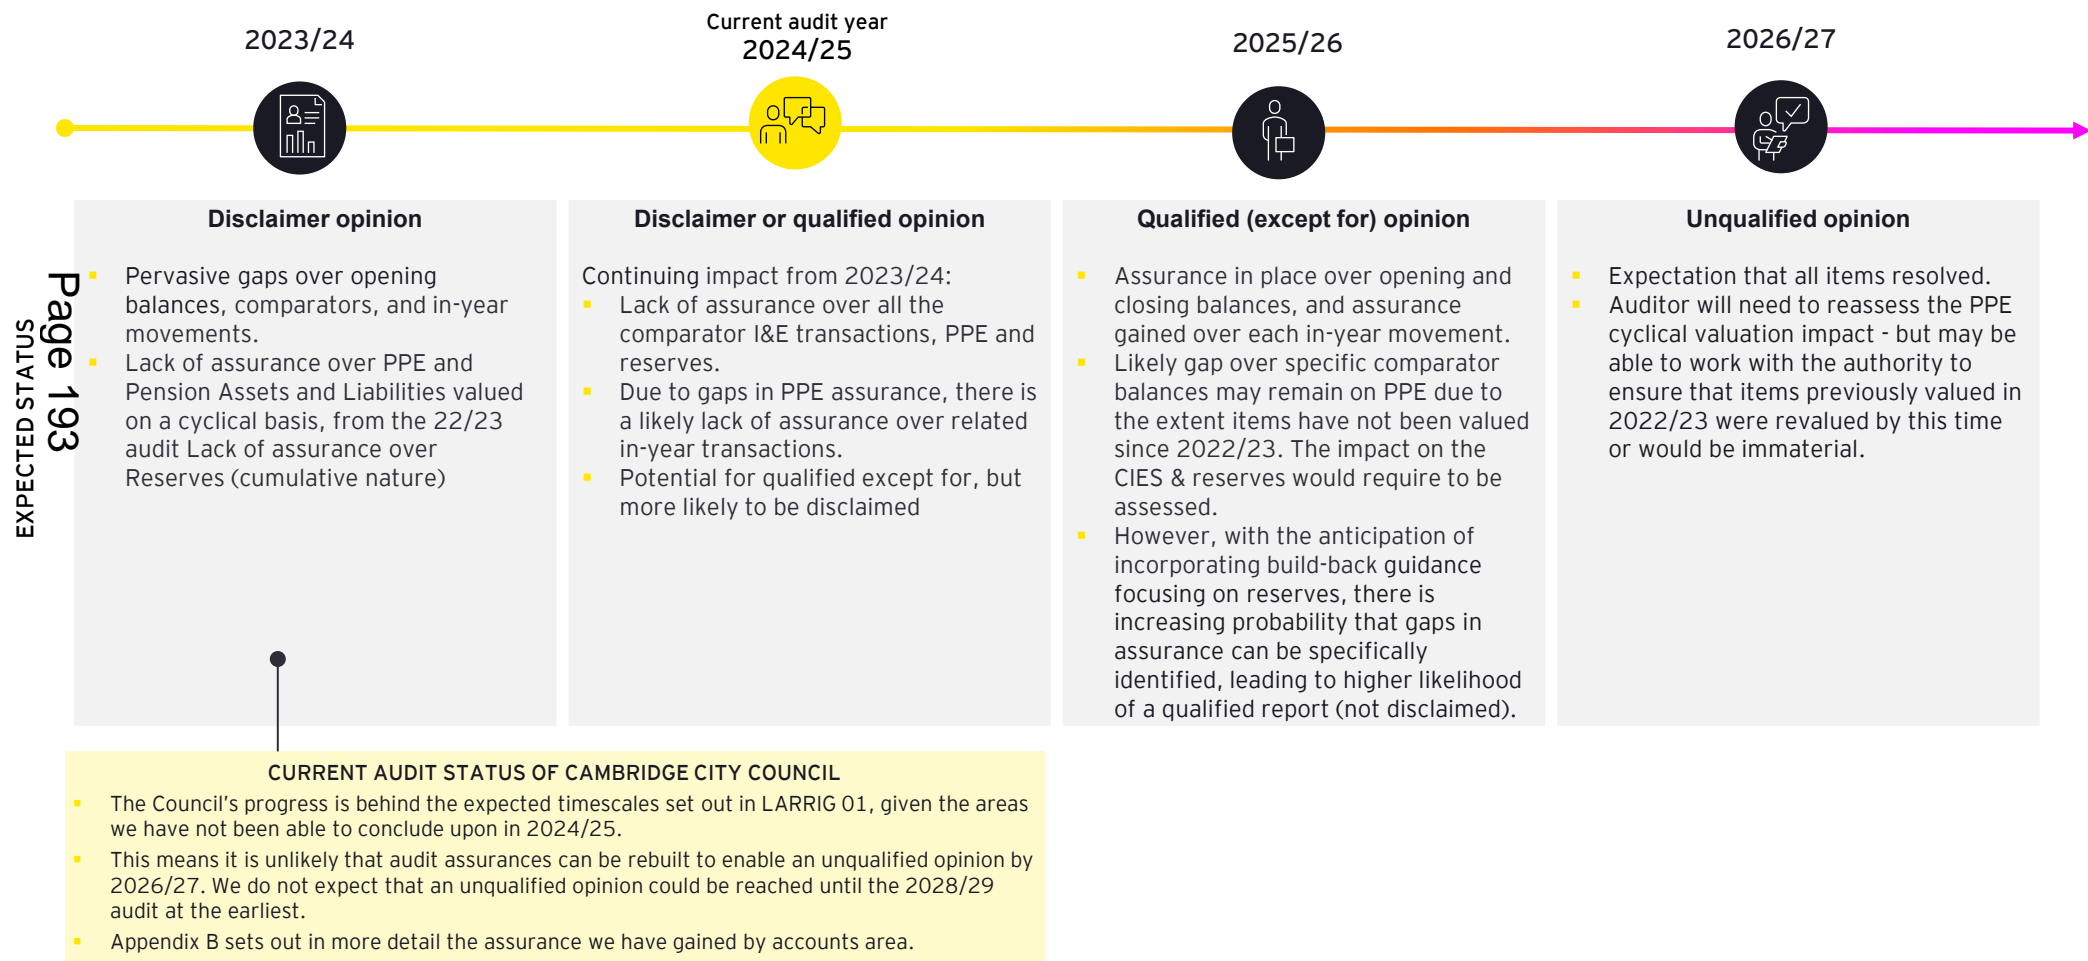 2023/24
Current audit year
2024/25
2025/26
2026/27
EXPECTED STATUS
Page 193
Disclaimer opinion
Pervasive gaps over opening
balances, comparators, and in-year
movements.
Lack of assurance over PPE and
Pension Assets and Liabilities valued
on a cyclical basis, from the 22/23
audit Lack of assurance over
Reserves (cumulative nature)
Disclaimer or qualified opinion
Continuing impact from 2023/24:
Lack of assurance over all the
comparator I&E transactions, PPE and
reserves.
Due to gaps in PPE assurance, there is
a likely lack of assurance over related
in-year transactions.
Potential for qualified except for, but
more likely to be disclaimed
Qualified (except for) opinion
Assurance in place over opening and
closing balances, and assurance
gained over each in-year movement.
Likely gap over specific comparator
balances may remain on PPE due to
the extent items have not been valued
since 2022/23. The impact on the
CIES & reserves would require to be
assessed.
However, with the anticipation of
incorporating build-back guidance
focusing on reserves, there is
increasing probability that gaps in
assurance can be specifically
identified, leading to higher likelihood
of a qualified report (not disclaimed).
Unqualified opinion
Expectation that all items resolved.
Auditor will need to reassess the PPE
cyclical valuation impact - but may be
able to work with the authority to
ensure that items previously valued in
2022/23 were revalued by this time
or would be immaterial.
CURRENT AUDIT STATUS OF CAMBRIDGE CITY COUNCIL
The Council's progress is behind the expected timescales set out in LARRIG 01, given the areas
we have not been able to conclude upon in 2024/25.
This means it is unlikely that audit assurances can be rebuilt to enable an unqualified opinion by
2026/27. We do not expect that an unqualified opinion could be reached until the 2028/29
audit at the earliest.
Appendix B sets out in more detail the assurance we have gained by accounts area.